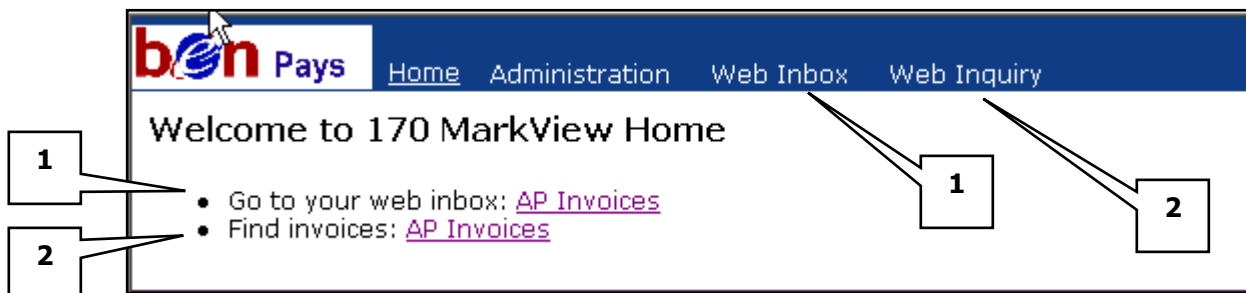 ben Pays Home Administration Web Inbox Web Inquiry
Welcome to 170 MarkView Home
1
• Go to your web inbox: AP Invoices
1
2
• Find invoices: AP Invoices
2